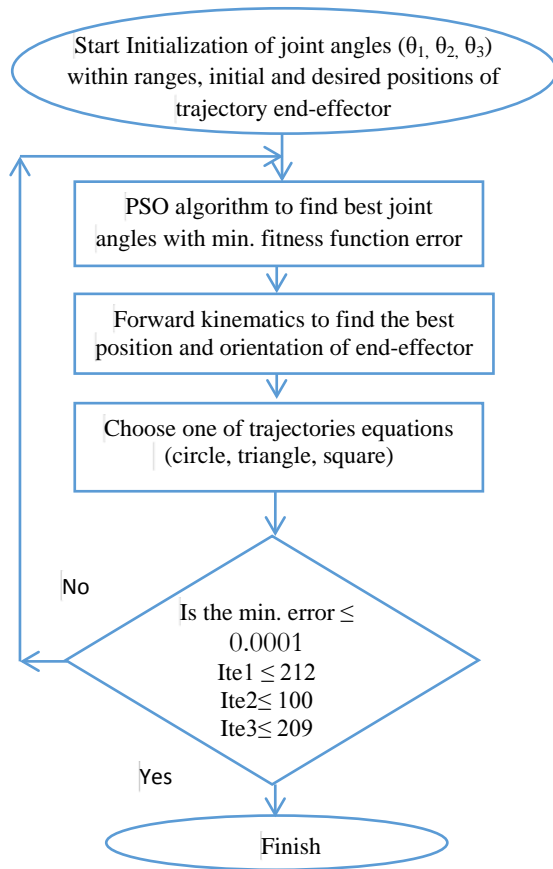 Start Initialization of joint angles (θ1, θ2, θ3)
within ranges, initial and desired positions of
trajectory end-effector
PSO algorithm to find best joint
angles with min. fitness function error
Forward kinematics to find the best
position and orientation of end-effector
Choose one of trajectories equations
(circle, triangle, square)
No
Is the min. error ≤
0.0001
Ite1 ≤ 212
Ite2≤ 100
Ite3≤ 209
Yes
Finish